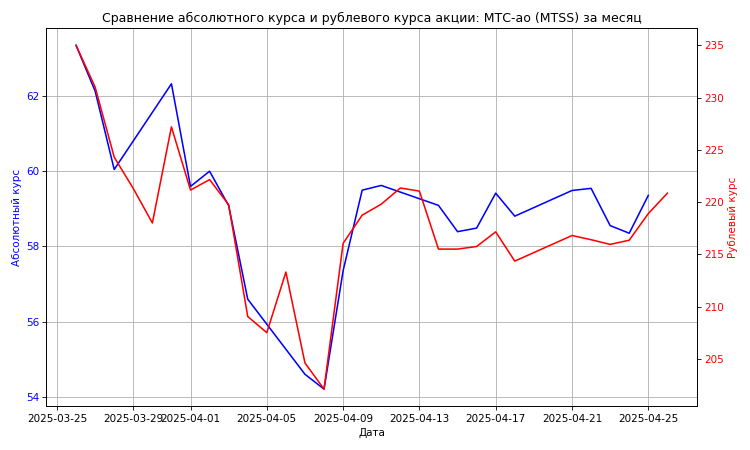 Сравнение абсолютного курса и рублевого курса акции: МТС-ао (MTSS) за месяц
Абсолютный курс
62
60
58
56
54
235
230
225
220
215
210
205
Рублевый курс
2025-03-25 2025-03-29 2025-04-01 2025-04-05 2025-04-09 2025-04-13 2025-04-17 2025-04-21 2025-04-25
Дата